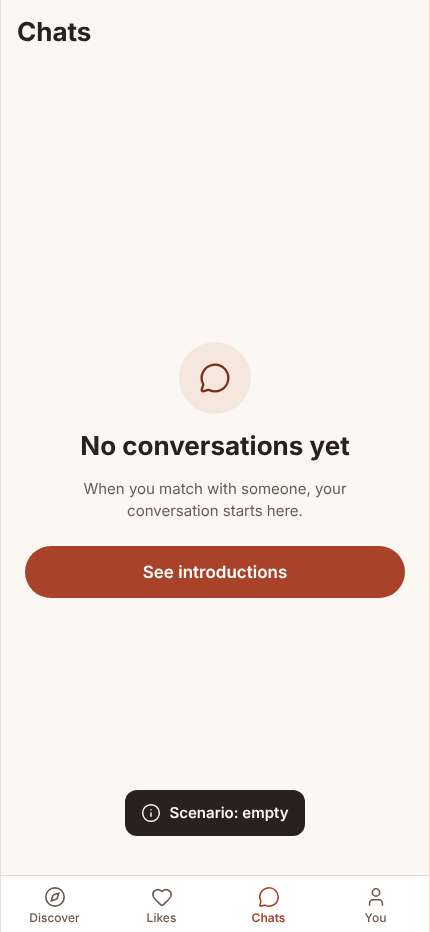 Chats
No conversations yet
When you match with someone, your
conversation starts here.
See introductions
Scenario: empty
Discover
Likes
Chats
You